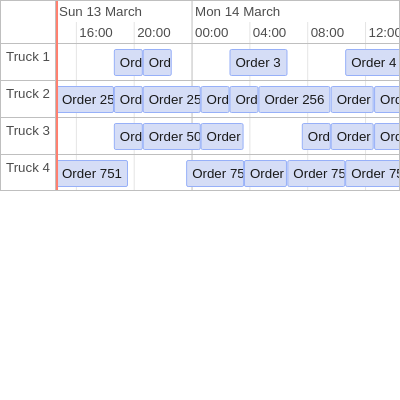 Sun 13 March Mon 14 March
16:00 20:00 00:00 04:00 08:00 12:00
Truck 1 Ord Ord Order 3 Order 4
Truck 2 Order 25 Ord Order 25 Ord Ord Order 256 Order Ord
Truck 3 Ord Order 50 Order Ord Order Ord
Truck 4 Order 751 Order 75 Order Order 75 Order 75